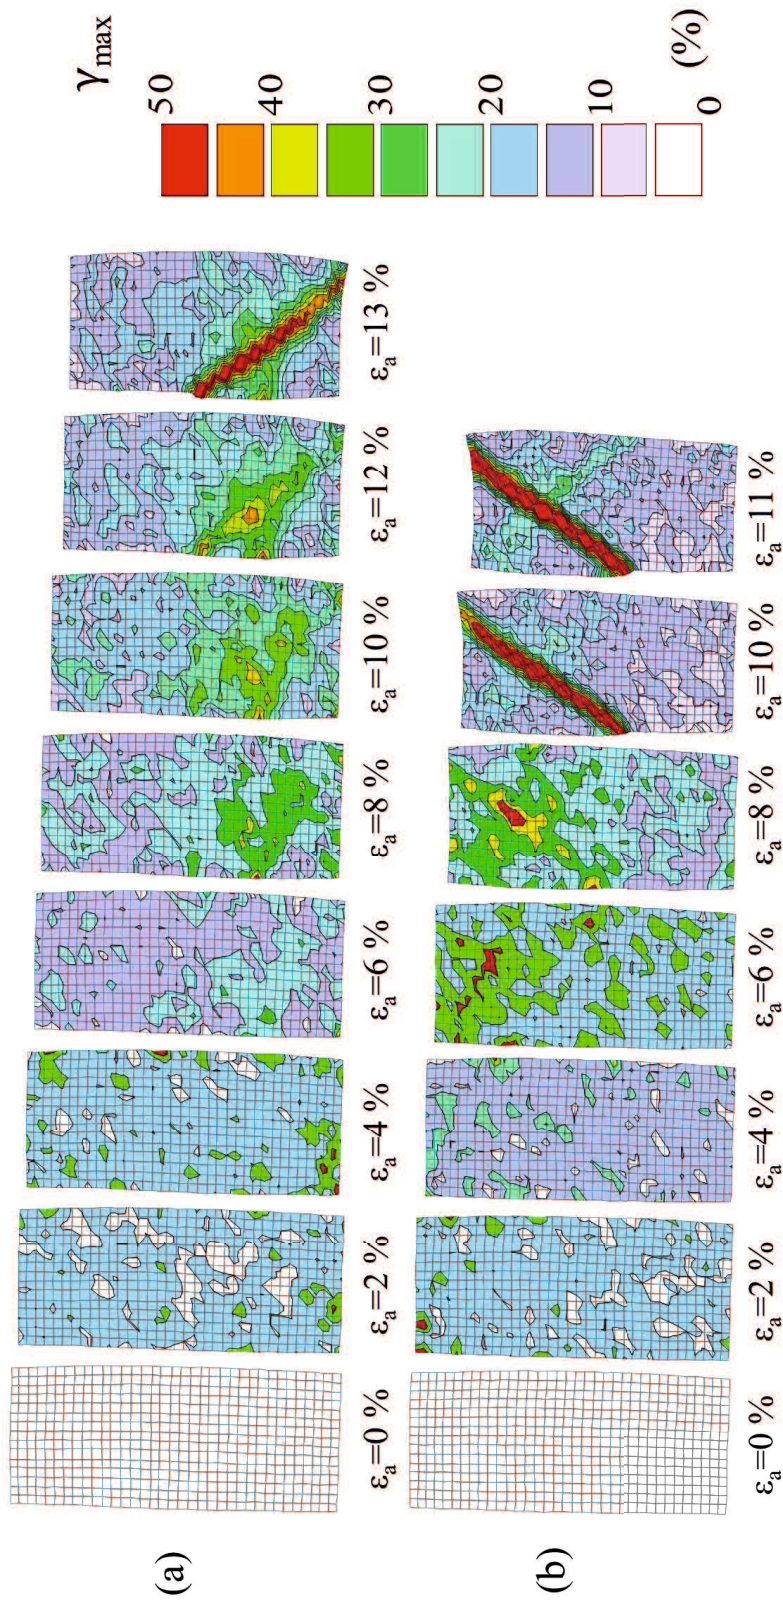 (a)
εa=0 %
εa=2 %
εa=4 %
εa=6 %
εa=8 %
εa=10 %
εa=12 %
εa=13 %
γmax
50
40
30
20
10
0
(%)
(b)
εa=0 %
εa=2 %
εa=4 %
εa=6 %
εa=8 %
εa=10 %
εa=11 %